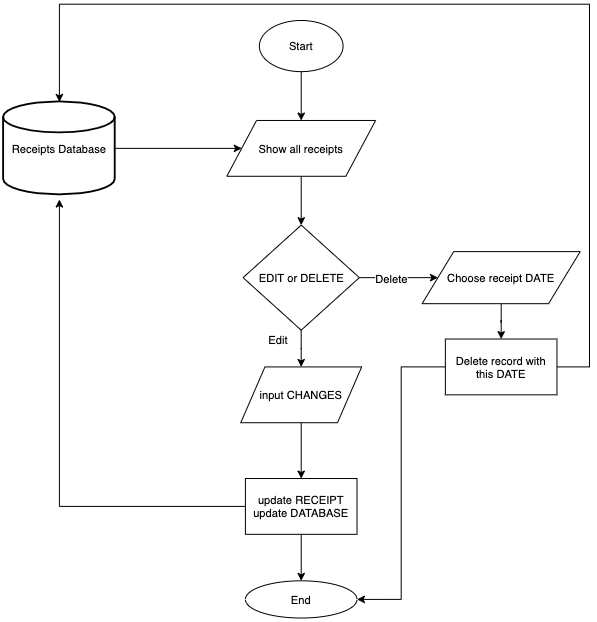 Start
Receipts Database
Show all receipts
EDIT or DELETE
Delete
Choose receipt DATE
Edit
Delete record with
this DATE
input CHANGES
update RECEIPT
update DATABASE
End